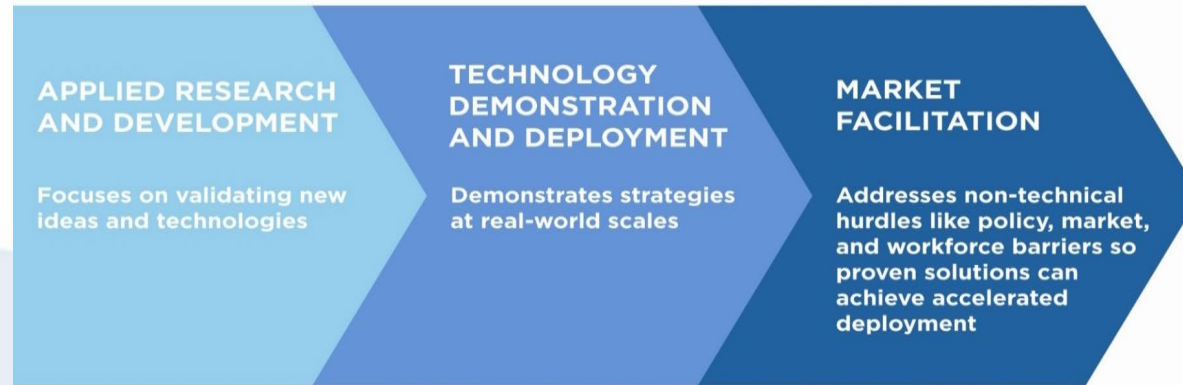 APPLIED RESEARCH
AND DEVELOPMENT
Focuses on validating new
ideas and technologies
TECHNOLOGY
DEMONSTRATION
AND DEPLOYMENT
Demonstrates strategies
at real-world scales
MARKET
FACILITATION
Addresses non-technical
hurdles like policy, market,
and workforce barriers so
proven solutions can
achieve accelerated
deployment